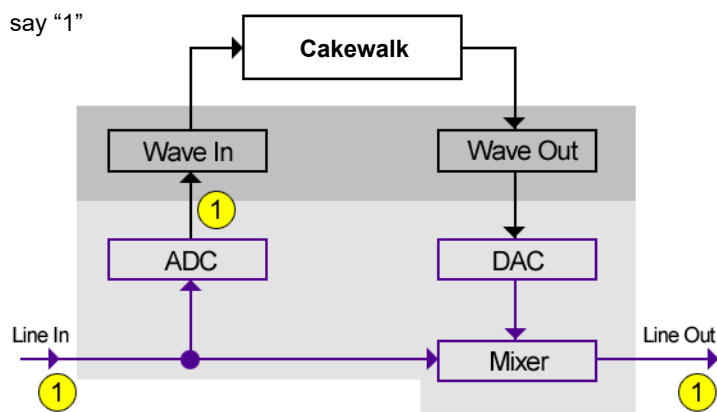 say “1”
Cakewalk
Wave In
Wave Out
1
ADC
DAC
Line In
Line Out
Mixer
1
1